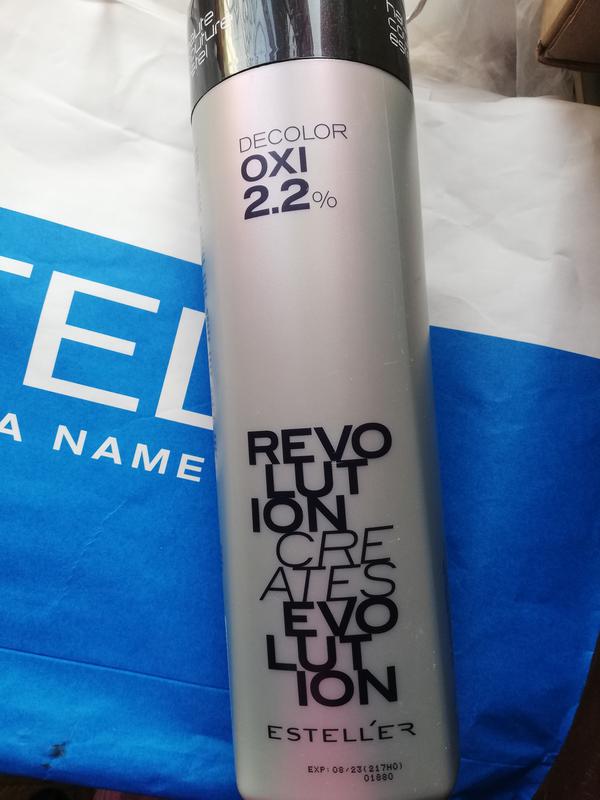 DECOLOR
OXI
2.2%
TEL
A NAME
REVO
LUT
ION
CRE
ATES
EVO
LUT
ION
ESTELL'ER
EXP:08/23(217H0)
01880